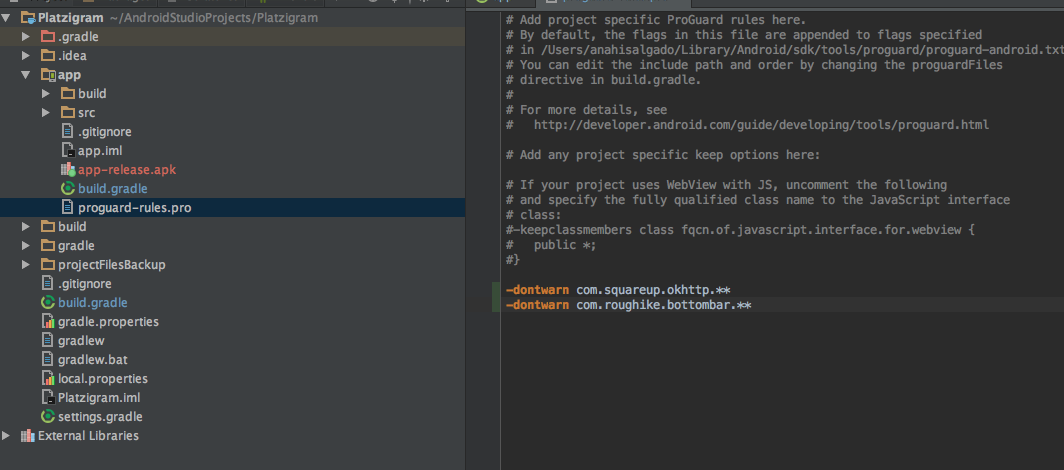 Platzigram ~/AndroidStudioProjects/Platzigram
.gradle
.idea
app
build
src
.gitignore
app.iml
app-release.apk
build.gradle
proguard-rules.pro
build
gradle
projectFilesBackup
.gitignore
build.gradle
gradle.properties
gradlew
gradlew.bat
local.properties
Platzigram.iml
settings.gradle
External Libraries
# Add project specific ProGuard rules here.
# By default, the flags in this file are appended to flags specified
# in /Users/anahisalgado/Library/Android/sdk/tools/proguard/proguard-android.txt
# You can edit the include path and order by changing the proguardFiles
# directive in build.gradle.
#
# For more details, see
#   http://developer.android.com/guide/developing/tools/proguard.html
# Add any project specific keep options here:
# If your project uses WebView with JS, uncomment the following
# and specify the fully qualified class name to the JavaScript interface
# class:
#-keepclassmembers class fqcn.of.javascript.interface.for.webview {
#   public *;
#}
-dontwarn com.squareup.okhttp.**
-dontwarn com.roughike.bottombar.**